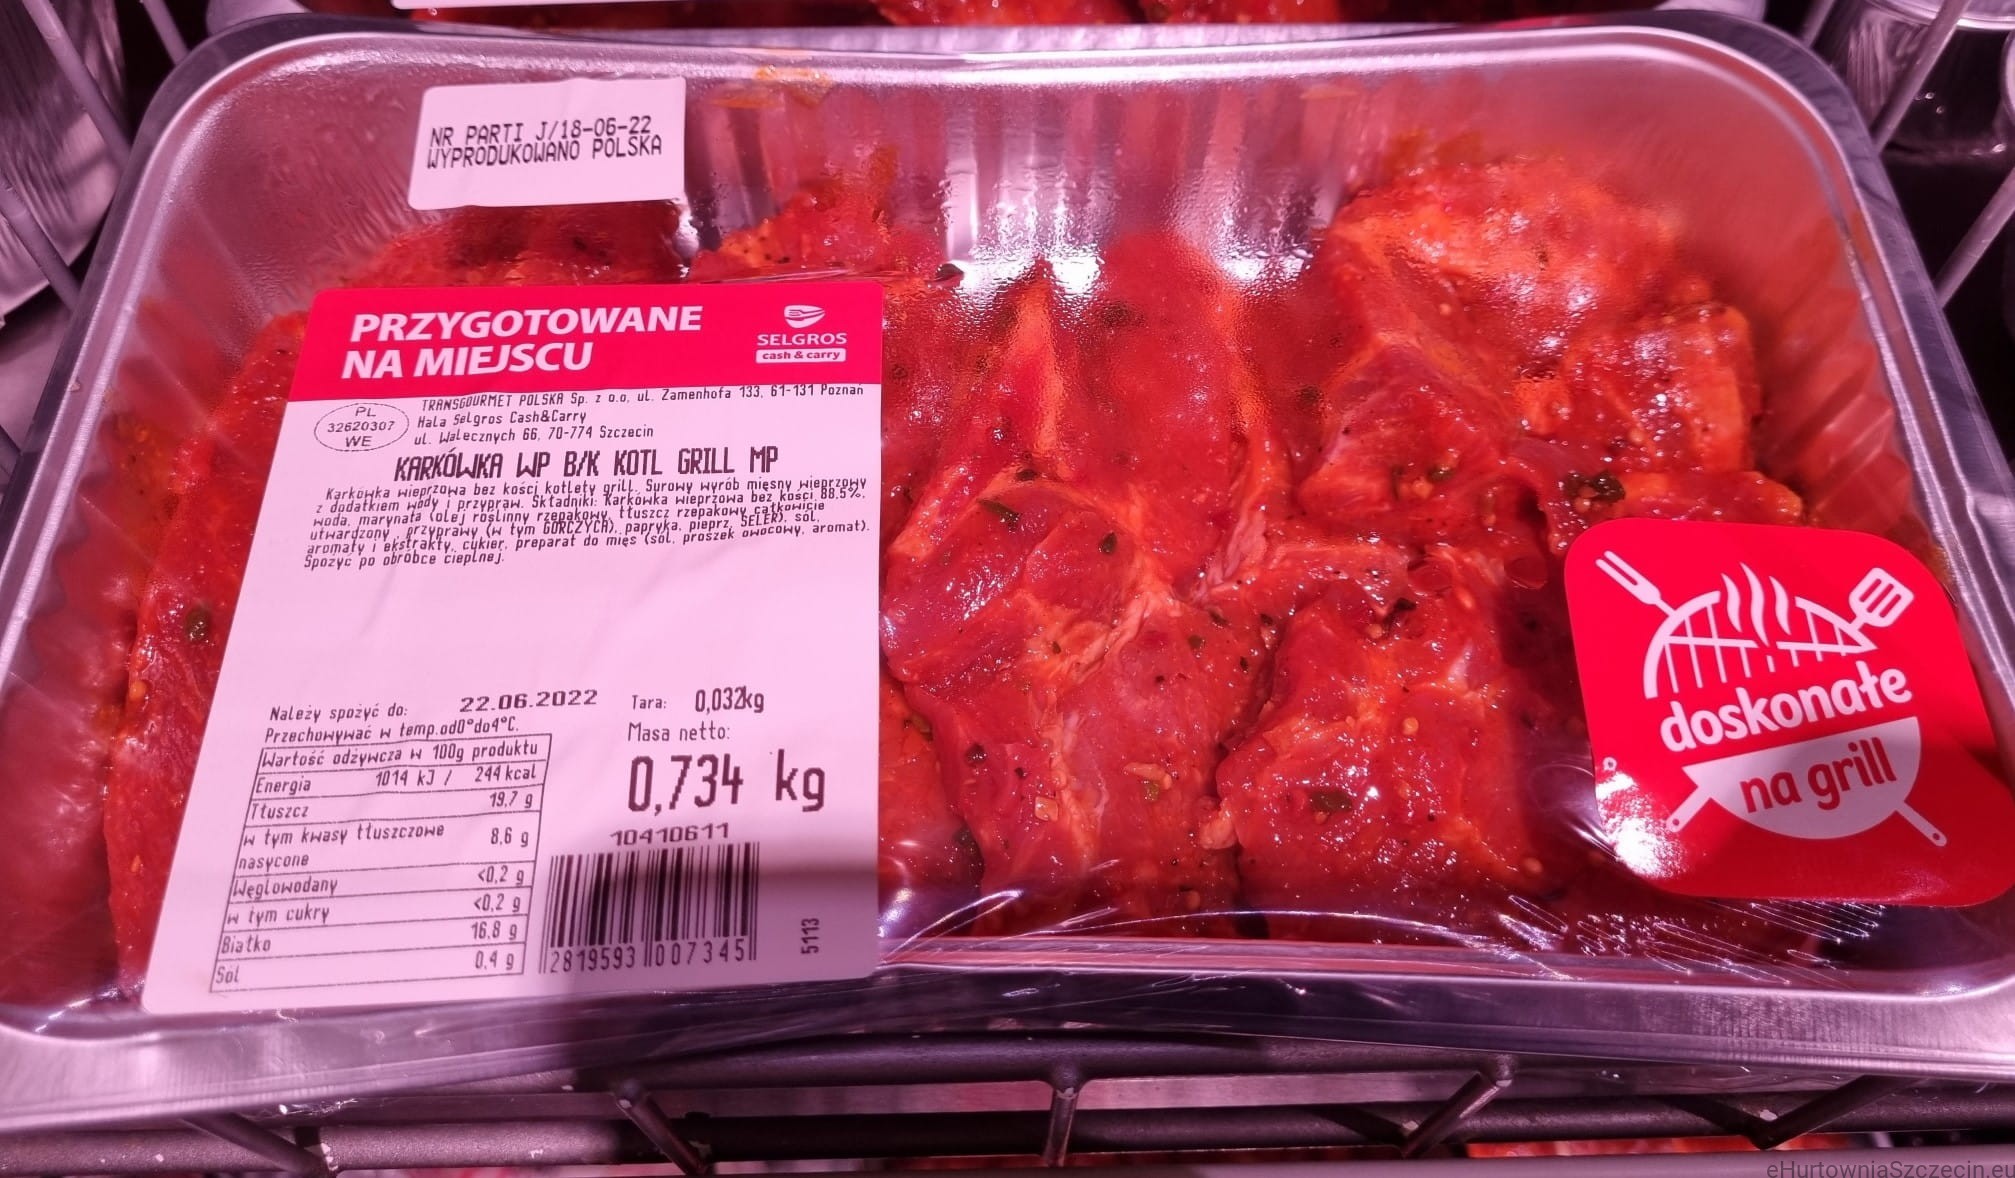 NR PARTI J/18-06-22
WYPRODUKOWANO POLSKA
PRZYGOTOWANE
NA MIEJSCU
SELGROS
cash & carry
PL
32620307
WE
TRANSGOURMET POLSKA Sp. z o.o, ul. Zamenhofa 133, 61-131 Poznań
Hala Selgros Cash&Carry
ul. Walecznych 66, 70-774 Szczecin
KARKÓWKA WP B/K KOTL GRILL MP
Karkówka wieprzowa bez kości kotlety grill. Surowy wyrób mięsny wieprzowy
z dodatkiem wody i przypraw. Składniki: Karkówka wieprzowa bez kości 88.5%,
woda, marynata (olej roślinny rzepakowy, tłuszcz rzepakowy całkowicie
utwardzony, przyprawy (w tym GORCZYCA), papryka, pieprz, SELER), sól,
aromaty i ekstrakty, cukier, preparat do mięs (sól, proszek owocowy, aromat).
Spożyć po obróbce cieplnej.
Należy spożyć do: 22.06.2022
Przechowywać w temp.od0°do4°C.
Tara: 0,032kg
Masa netto:
0,734 kg
Wartość odżywcza w 100g produktu
Energia 1014 kJ / 244 kcal
Tłuszcz 19,7 g
w tym kwasy tłuszczowe
nasycone 8,6 g
Węglowodany <0,2 g
w tym cukry <0,2 g
Białko 16,8 g
Sól 0,4 g
10410611
2819593 007345
5113
doskonałe
na grill
eHurtowniaSzczecin.eu